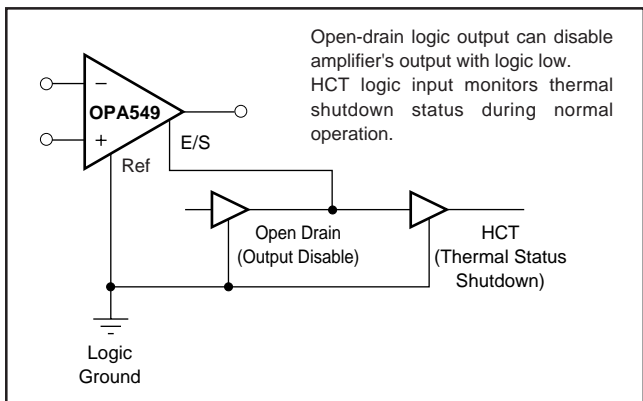 Open-drain logic output can disable
amplifier's output with logic low.
HCT logic input monitors thermal
shutdown status during normal
operation.
–
OPA549
+
E/S
Ref
Open Drain
(Output Disable)
HCT
(Thermal Status
Shutdown)
Logic
Ground